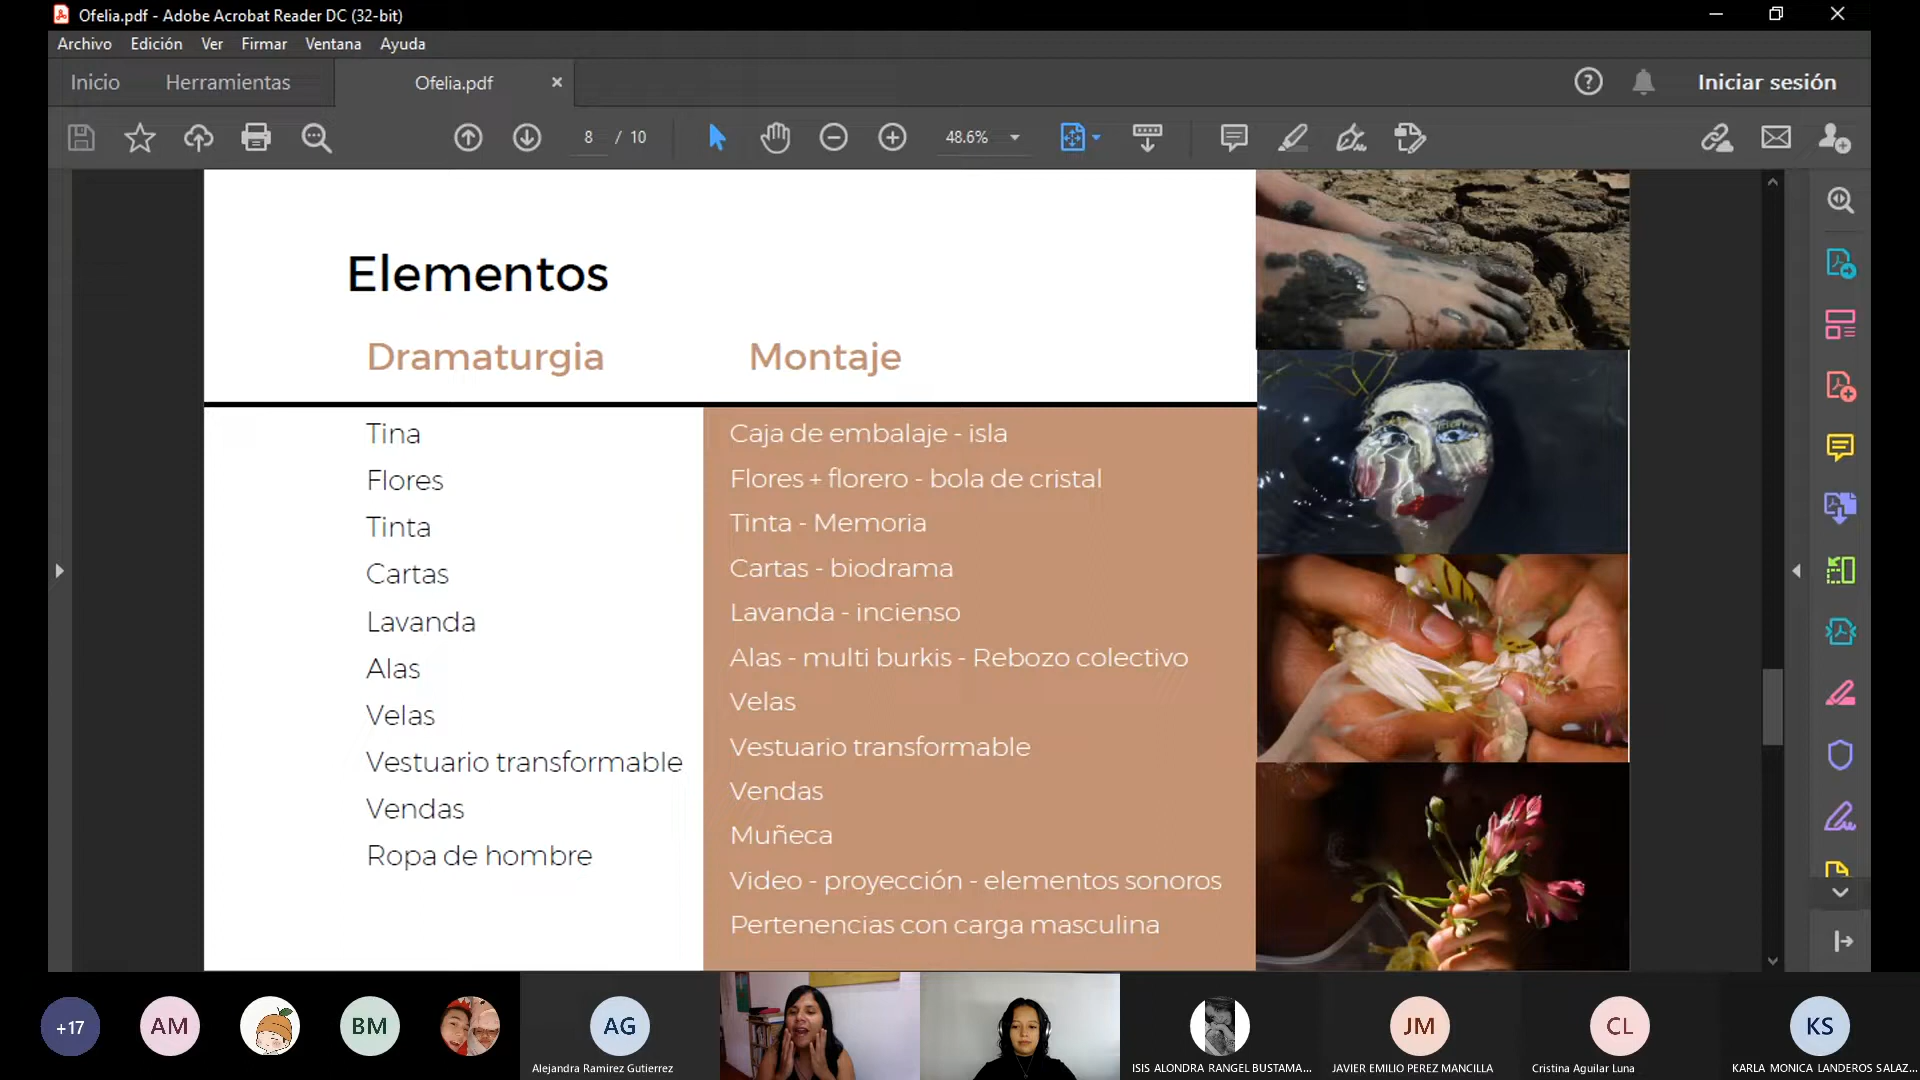 Ofelia.pdf - Adobe Acrobat Reader DC (32-bit)
Archivo Edición Ver Firmar Ventana Ayuda
Inicio Herramientas Ofelia.pdf × Iniciar sesión
8 / 10 48.6%
Elementos
Dramaturgia Montaje
Tina
Flores
Tinta
Cartas
Lavanda
Alas
Velas
Vestuario transformable
Vendas
Ropa de hombre
Caja de embalaje - isla
Flores + florero - bola de cristal
Tinta - Memoria
Cartas - biodrama
Lavanda - incienso
Alas - multi burkis - Rebozo colectivo
Velas
Vestuario transformable
Vendas
Muñeca
Video - proyección - elementos sonoros
Pertenencias con carga masculina
+17 AM BM AG JM CL KS
Alejandra Ramirez Gutierrez ISIS ALONDRA RANGEL BUSTAMA... JAVIER EMILIO PEREZ MANCILLA Cristina Aguilar Luna KARLA MONICA LANDEROS SALAZ...